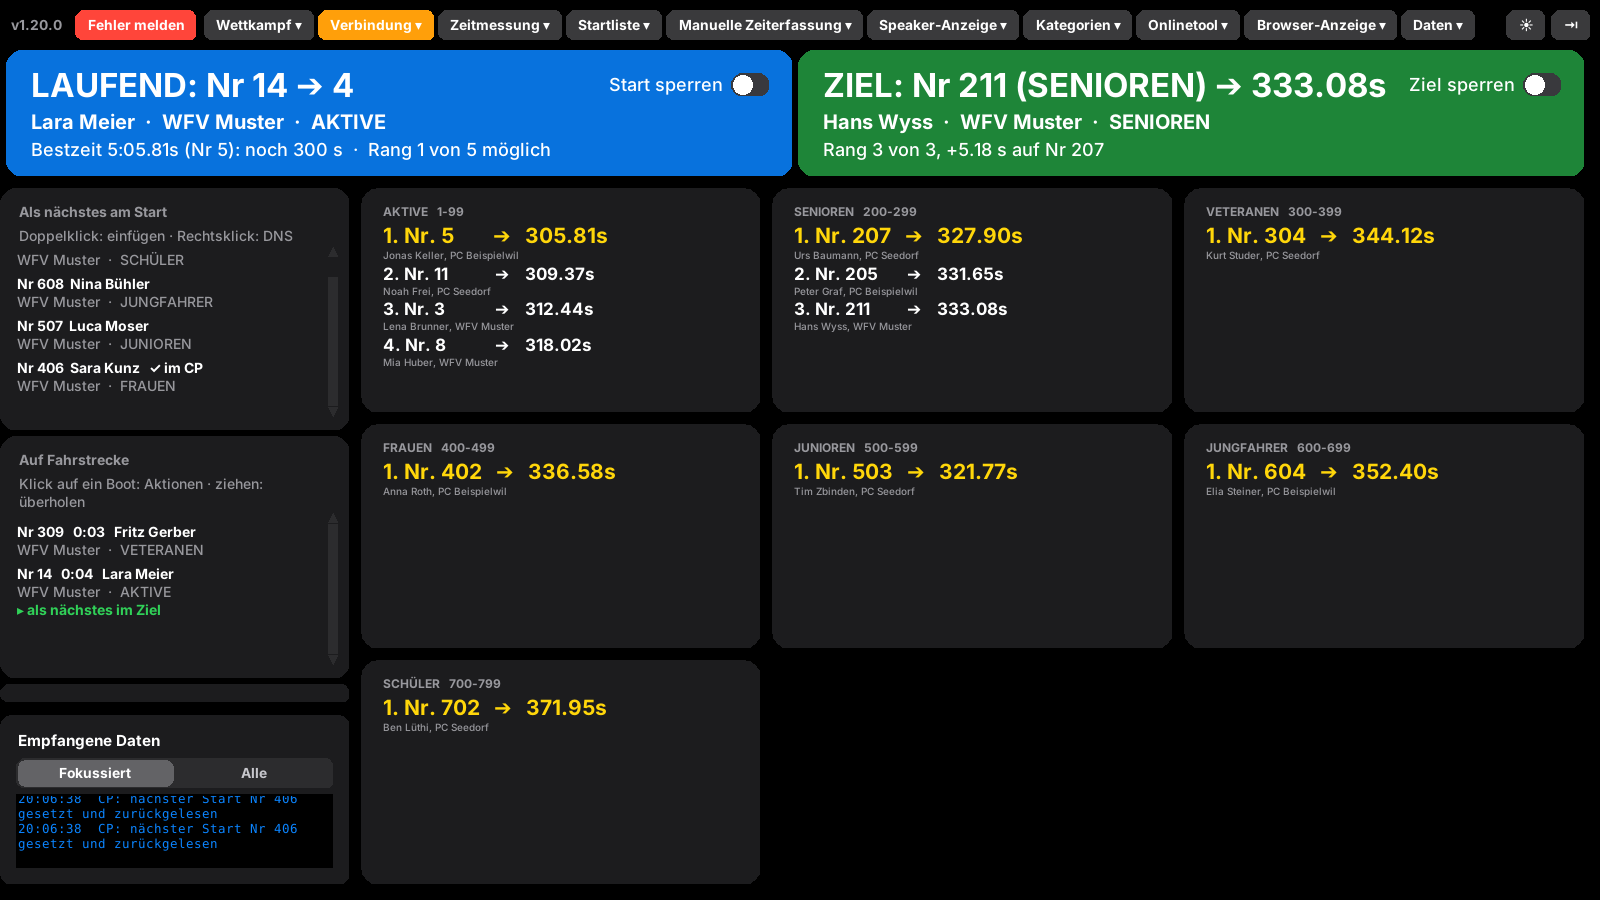 v1.20.0 Fehler melden Wettkampf ▾ Verbindung ▾ Zeitmessung ▾ Startliste ▾ Manuelle Zeiterfassung ▾ Speaker-Anzeige ▾ Kategorien ▾ Onlinetool ▾ Browser-Anzeige ▾ Daten ▾
LAUFEND: Nr 14 → 4
Start sperren
Lara Meier · WFV Muster · AKTIVE
Bestzeit 5:05.81s (Nr 5): noch 300 s · Rang 1 von 5 möglich
ZIEL: Nr 211 (SENIOREN) → 333.08s
Ziel sperren
Hans Wyss · WFV Muster · SENIOREN
Rang 3 von 3, +5.18 s auf Nr 207
Als nächstes am Start
Doppelklick: einfügen · Rechtsklick: DNS
WFV Muster · SCHÜLER
Nr 608 Nina Bühler
WFV Muster · JUNGFAHRER
Nr 507 Luca Moser
WFV Muster · JUNIOREN
Nr 406 Sara Kunz ✓ im CP
WFV Muster · FRAUEN
Auf Fahrstrecke
Klick auf ein Boot: Aktionen · ziehen:
überholen
Nr 309 0:03 Fritz Gerber
WFV Muster · VETERANEN
Nr 14 0:04 Lara Meier
WFV Muster · AKTIVE
▸ als nächstes im Ziel
Empfangene Daten
Fokussiert Alle
20:06:38 CP: nächster Start Nr 406
gesetzt und zurückgelesen
20:06:38 CP: nächster Start Nr 406
gesetzt und zurückgelesen
AKTIVE 1-99
1. Nr. 5 → 305.81s
Jonas Keller, PC Beispielwil
2. Nr. 11 → 309.37s
Noah Frei, PC Seedorf
3. Nr. 3 → 312.44s
Lena Brunner, WFV Muster
4. Nr. 8 → 318.02s
Mia Huber, WFV Muster
SENIOREN 200-299
1. Nr. 207 → 327.90s
Urs Baumann, PC Seedorf
2. Nr. 205 → 331.65s
Peter Graf, PC Beispielwil
3. Nr. 211 → 333.08s
Hans Wyss, WFV Muster
VETERANEN 300-399
1. Nr. 304 → 344.12s
Kurt Studer, PC Seedorf
FRAUEN 400-499
1. Nr. 402 → 336.58s
Anna Roth, PC Beispielwil
JUNIOREN 500-599
1. Nr. 503 → 321.77s
Tim Zbinden, PC Seedorf
JUNGFAHRER 600-699
1. Nr. 604 → 352.40s
Elia Steiner, PC Beispielwil
SCHÜLER 700-799
1. Nr. 702 → 371.95s
Ben Lüthi, PC Seedorf